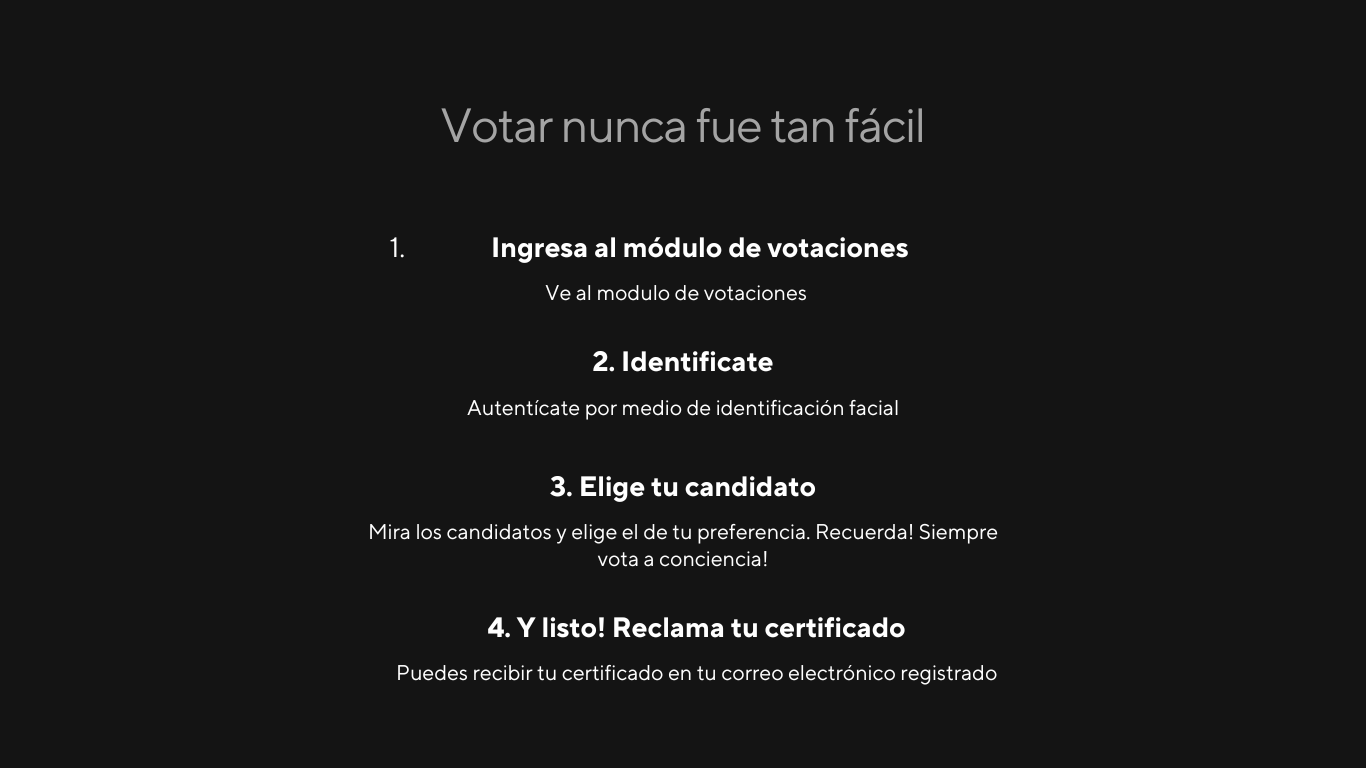 Votar nunca fue tan fácil
1. Ingresa al módulo de votaciones
Ve al modulo de votaciones
2. Identificate
Autentícate por medio de identificación facial
3. Elige tu candidato
Mira los candidatos y elige el de tu preferencia. Recuerda! Siempre
vota a conciencia!
4. Y listo! Reclama tu certificado
Puedes recibir tu certificado en tu correo electrónico registrado